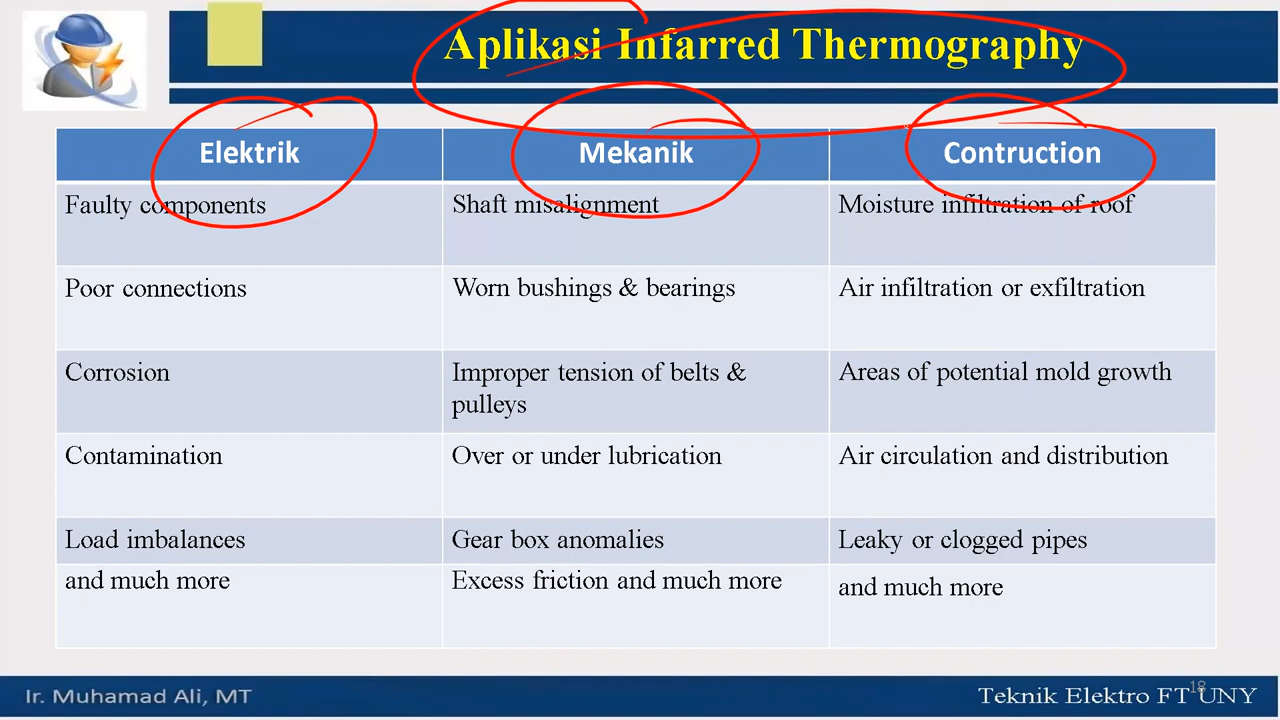 Aplikasi Infarred Thermography
Elektrik
Mekanik
Contruction
Faulty components
Shaft misalignment
Moisture infiltration of roof
Poor connections
Worn bushings & bearings
Air infiltration or exfiltration
Corrosion
Improper tension of belts &
pulleys
Areas of potential mold growth
Contamination
Over or under lubrication
Air circulation and distribution
Load imbalances
Gear box anomalies
Leaky or clogged pipes
and much more
Excess friction and much more
and much more
Ir. Muhamad Ali, MT
18
Teknik Elektro FT UNY